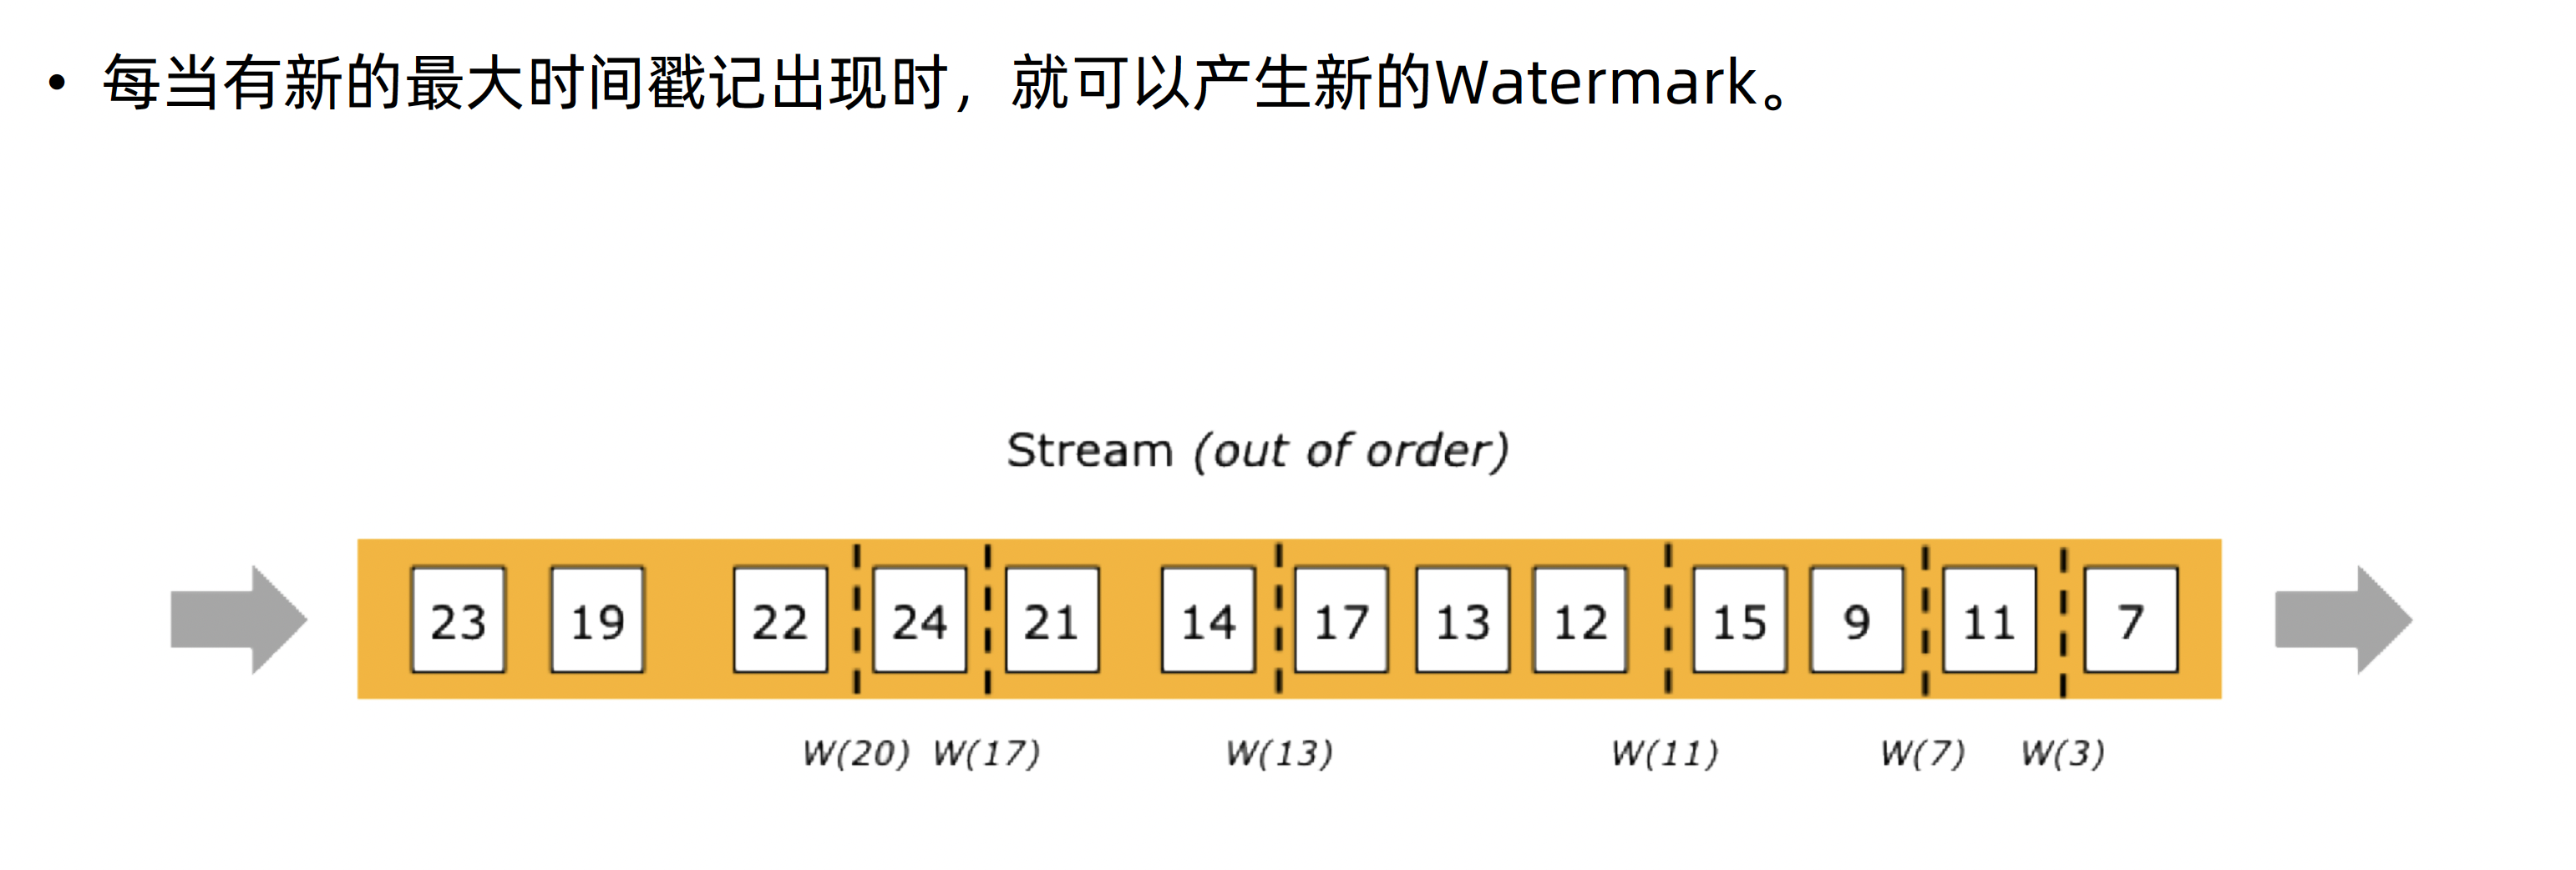 • 每当有新的最大时间戳记出现时，就可以产生新的Watermark。
Stream (out of order)
23 19 22 24 21 14 17 13 12 15 9 11 7
W(20) W(17) W(13) W(11) W(7) W(3)